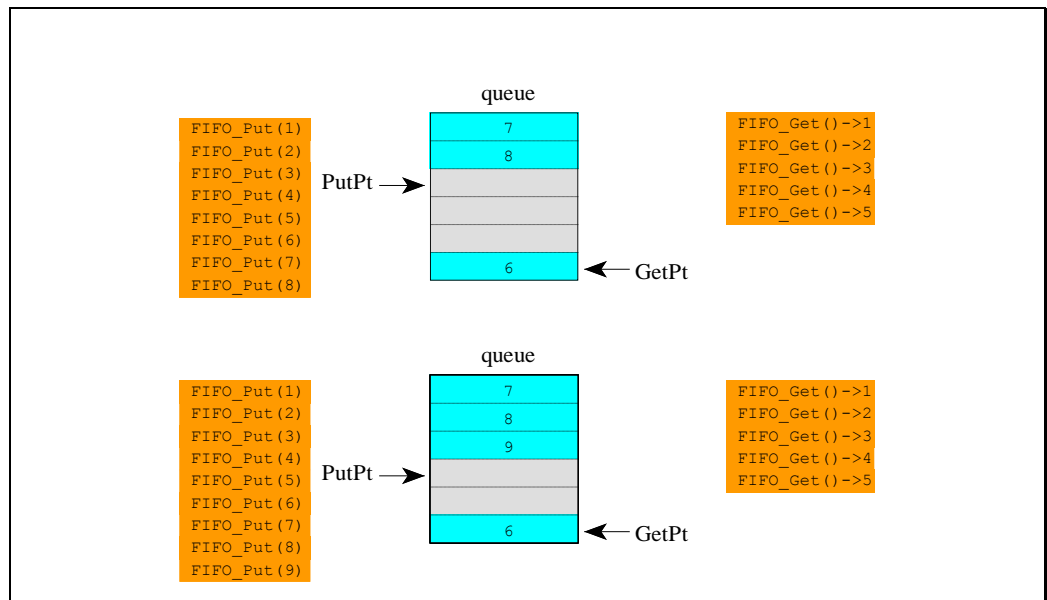 queue
FIFO_Put(1)
FIFO_Put(2)
FIFO_Put(3)
FIFO_Put(4)
FIFO_Put(5)
FIFO_Put(6)
FIFO_Put(7)
FIFO_Put(8)
PutPt
7
8
6
GetPt
FIFO_Get()->1
FIFO_Get()->2
FIFO_Get()->3
FIFO_Get()->4
FIFO_Get()->5
queue
FIFO_Put(1)
FIFO_Put(2)
FIFO_Put(3)
FIFO_Put(4)
FIFO_Put(5)
FIFO_Put(6)
FIFO_Put(7)
FIFO_Put(8)
FIFO_Put(9)
PutPt
7
8
9
6
GetPt
FIFO_Get()->1
FIFO_Get()->2
FIFO_Get()->3
FIFO_Get()->4
FIFO_Get()->5